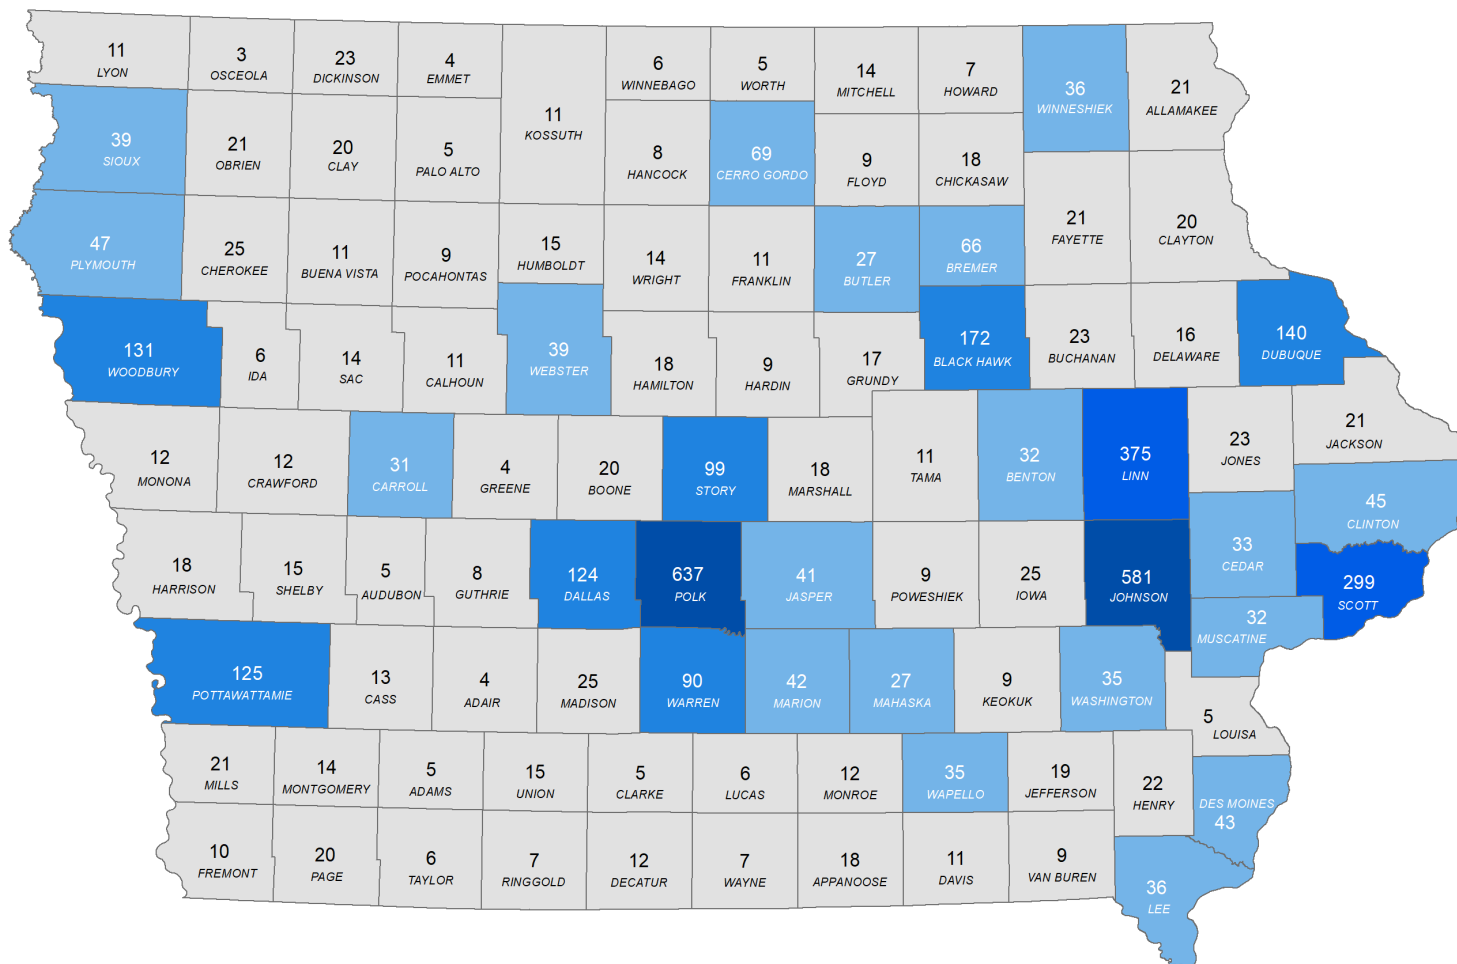 11
LYON
3
OSCEOLA
23
DICKINSON
4
EMMET
11
KOSSUTH
6
WINNEBAGO
5
WORTH
14
MITCHELL
7
HOWARD
36
WINNESHIEK
21
ALLAMAKEE
39
SIOUX
21
OBRIEN
20
CLAY
5
PALO ALTO
8
HANCOCK
69
CERRO GORDO
9
FLOYD
18
CHICKASAW
47
PLYMOUTH
25
CHEROKEE
11
BUENA VISTA
9
POCAHONTAS
15
HUMBOLDT
14
WRIGHT
11
FRANKLIN
27
BUTLER
66
BREMER
21
FAYETTE
20
CLAYTON
131
WOODBURY
6
IDA
14
SAC
11
CALHOUN
39
WEBSTER
18
HAMILTON
9
HARDIN
17
GRUNDY
172
BLACK HAWK
23
BUCHANAN
16
DELAWARE
140
DUBUQUE
12
MONONA
12
CRAWFORD
31
CARROLL
4
GREENE
20
BOONE
99
STORY
18
MARSHALL
11
TAMA
32
BENTON
375
LINN
23
JONES
21
JACKSON
45
CLINTON
18
HARRISON
15
SHELBY
5
AUDUBON
8
GUTHRIE
124
DALLAS
637
POLK
41
JASPER
9
POWESHIEK
25
IOWA
581
JOHNSON
33
CEDAR
299
SCOTT
32
MUSCATINE
125
POTTAWATTAMIE
13
CASS
4
ADAIR
25
MADISON
90
WARREN
42
MARION
27
MAHASKA
9
KEOKUK
35
WASHINGTON
5
LOUISA
21
MILLS
14
MONTGOMERY
5
ADAMS
15
UNION
5
CLARKE
6
LUCAS
12
MONROE
35
WAPELLO
19
JEFFERSON
22
HENRY
DES MOINES
43
10
FREMONT
20
PAGE
6
TAYLOR
7
RINGGOLD
12
DECATUR
7
WAYNE
18
APPANOOSE
11
DAVIS
9
VAN BUREN
36
LEE